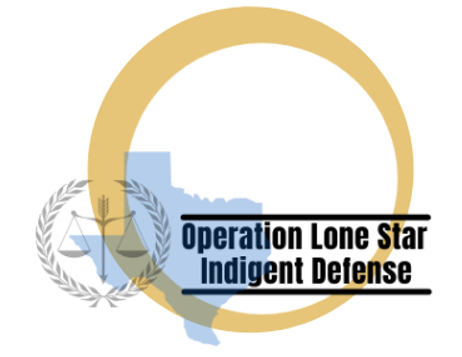 Operation Lone Star
Indigent Defense